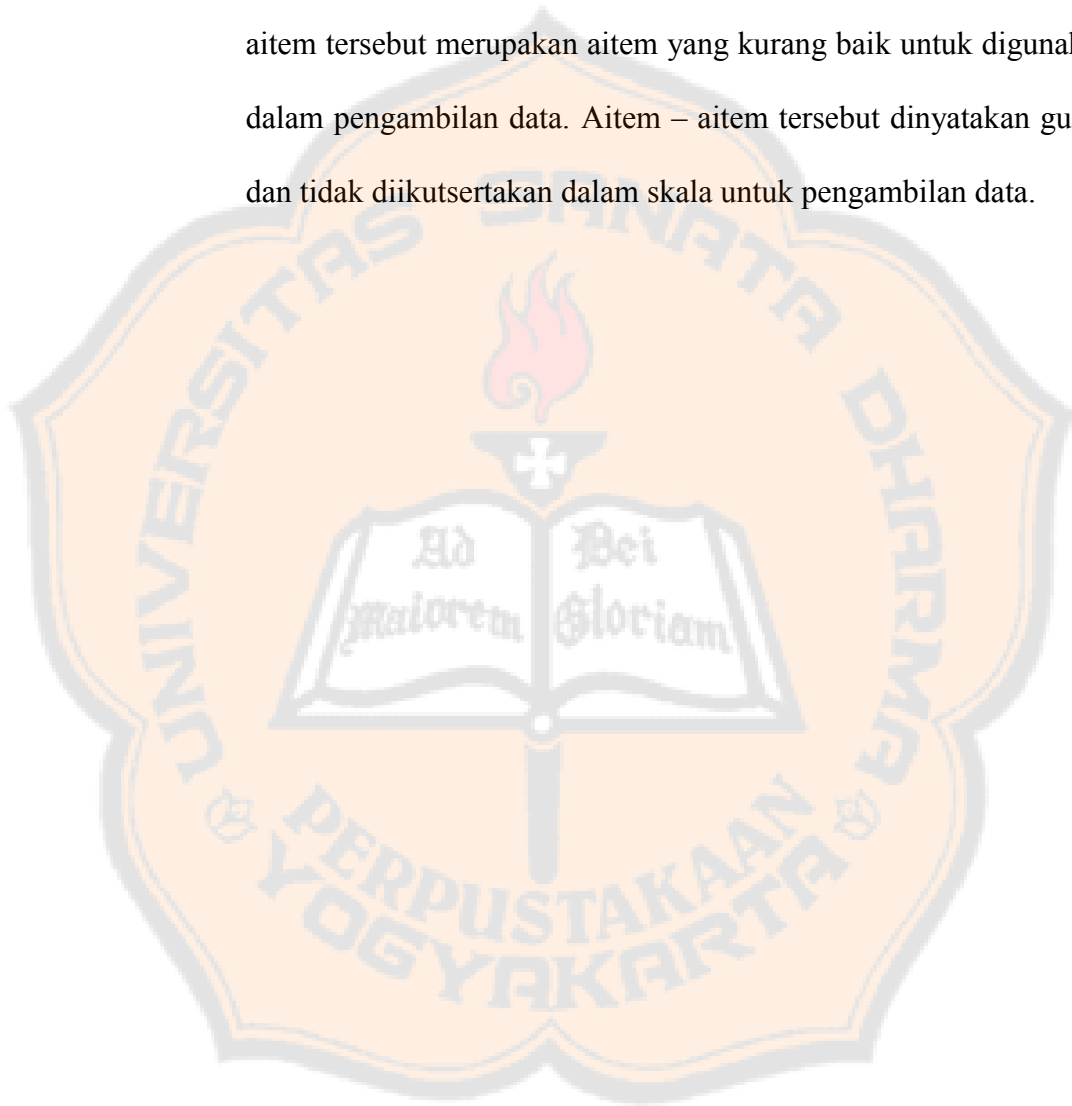 aitem tersebut merupakan aitem yang kurang baik untuk
dalam pengambilan data. Aitem – aitem tersebut dinyatakan
dan tidak diikutsertakan dalam skala untuk pengambilan data.
UNIVERSITAS SANATA DHARMA
Ad Dei
Maiorem Gloriam
PERPUSTAKAAN
YOGYAKARTA